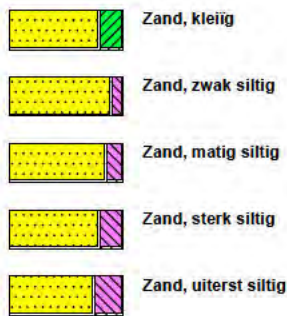 Zand, kleiïg
Zand, zwak siltig
Zand, matig siltig
Zand, sterk siltig
Zand, uiterst siltig